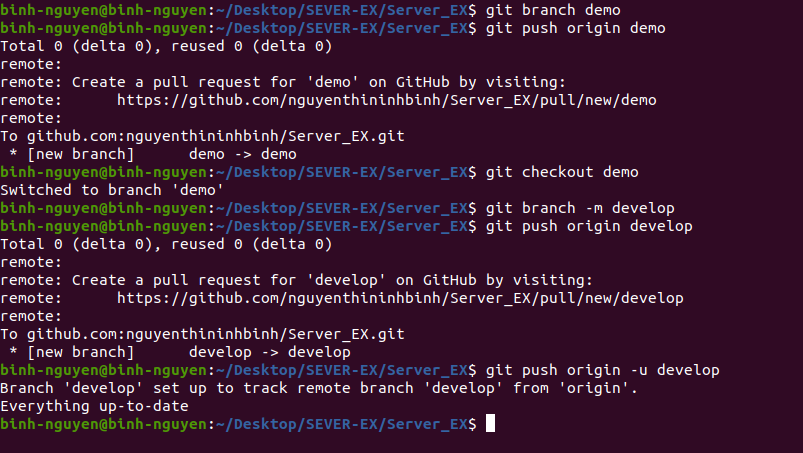 binh-nguyen@binh-nguyen:~/Desktop/SEVER-EX/Server_EX$ git branch demo
binh-nguyen@binh-nguyen:~/Desktop/SEVER-EX/Server_EX$ git push origin demo
Total 0 (delta 0), reused 0 (delta 0)
remote:
remote: Create a pull request for 'demo' on GitHub by visiting:
remote:      https://github.com/nguyenthininhbinh/Server_EX/pull/new/demo
remote:
To github.com:nguyenthininhbinh/Server_EX.git
 * [new branch]      demo -> demo
binh-nguyen@binh-nguyen:~/Desktop/SEVER-EX/Server_EX$ git checkout demo
Switched to branch 'demo'
binh-nguyen@binh-nguyen:~/Desktop/SEVER-EX/Server_EX$ git branch -m develop
binh-nguyen@binh-nguyen:~/Desktop/SEVER-EX/Server_EX$ git push origin develop
Total 0 (delta 0), reused 0 (delta 0)
remote:
remote: Create a pull request for 'develop' on GitHub by visiting:
remote:      https://github.com/nguyenthininhbinh/Server_EX/pull/new/develop
remote:
To github.com:nguyenthininhbinh/Server_EX.git
 * [new branch]      develop -> develop
binh-nguyen@binh-nguyen:~/Desktop/SEVER-EX/Server_EX$ git push origin -u develop
Branch 'develop' set up to track remote branch 'develop' from 'origin'.
Everything up-to-date
binh-nguyen@binh-nguyen:~/Desktop/SEVER-EX/Server_EX$